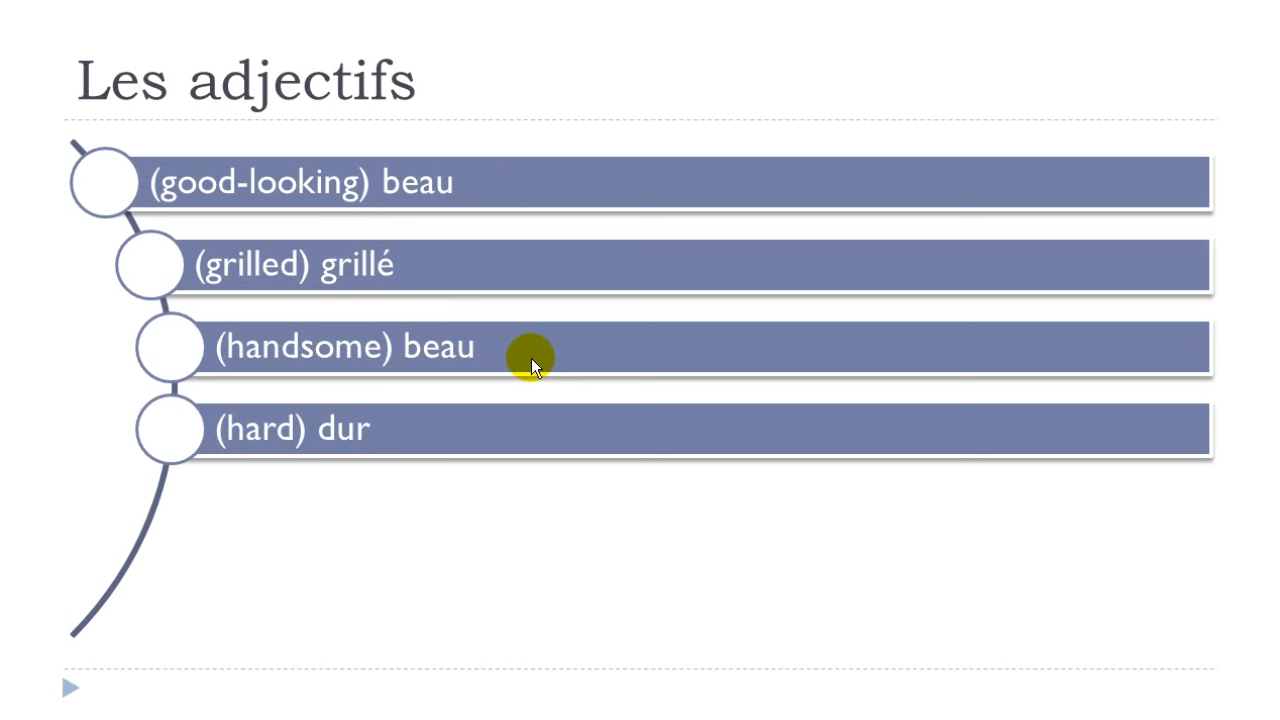 Les adjectifs
(good-looking) beau
(grilled) grillé
(handsome) beau
(hard) dur